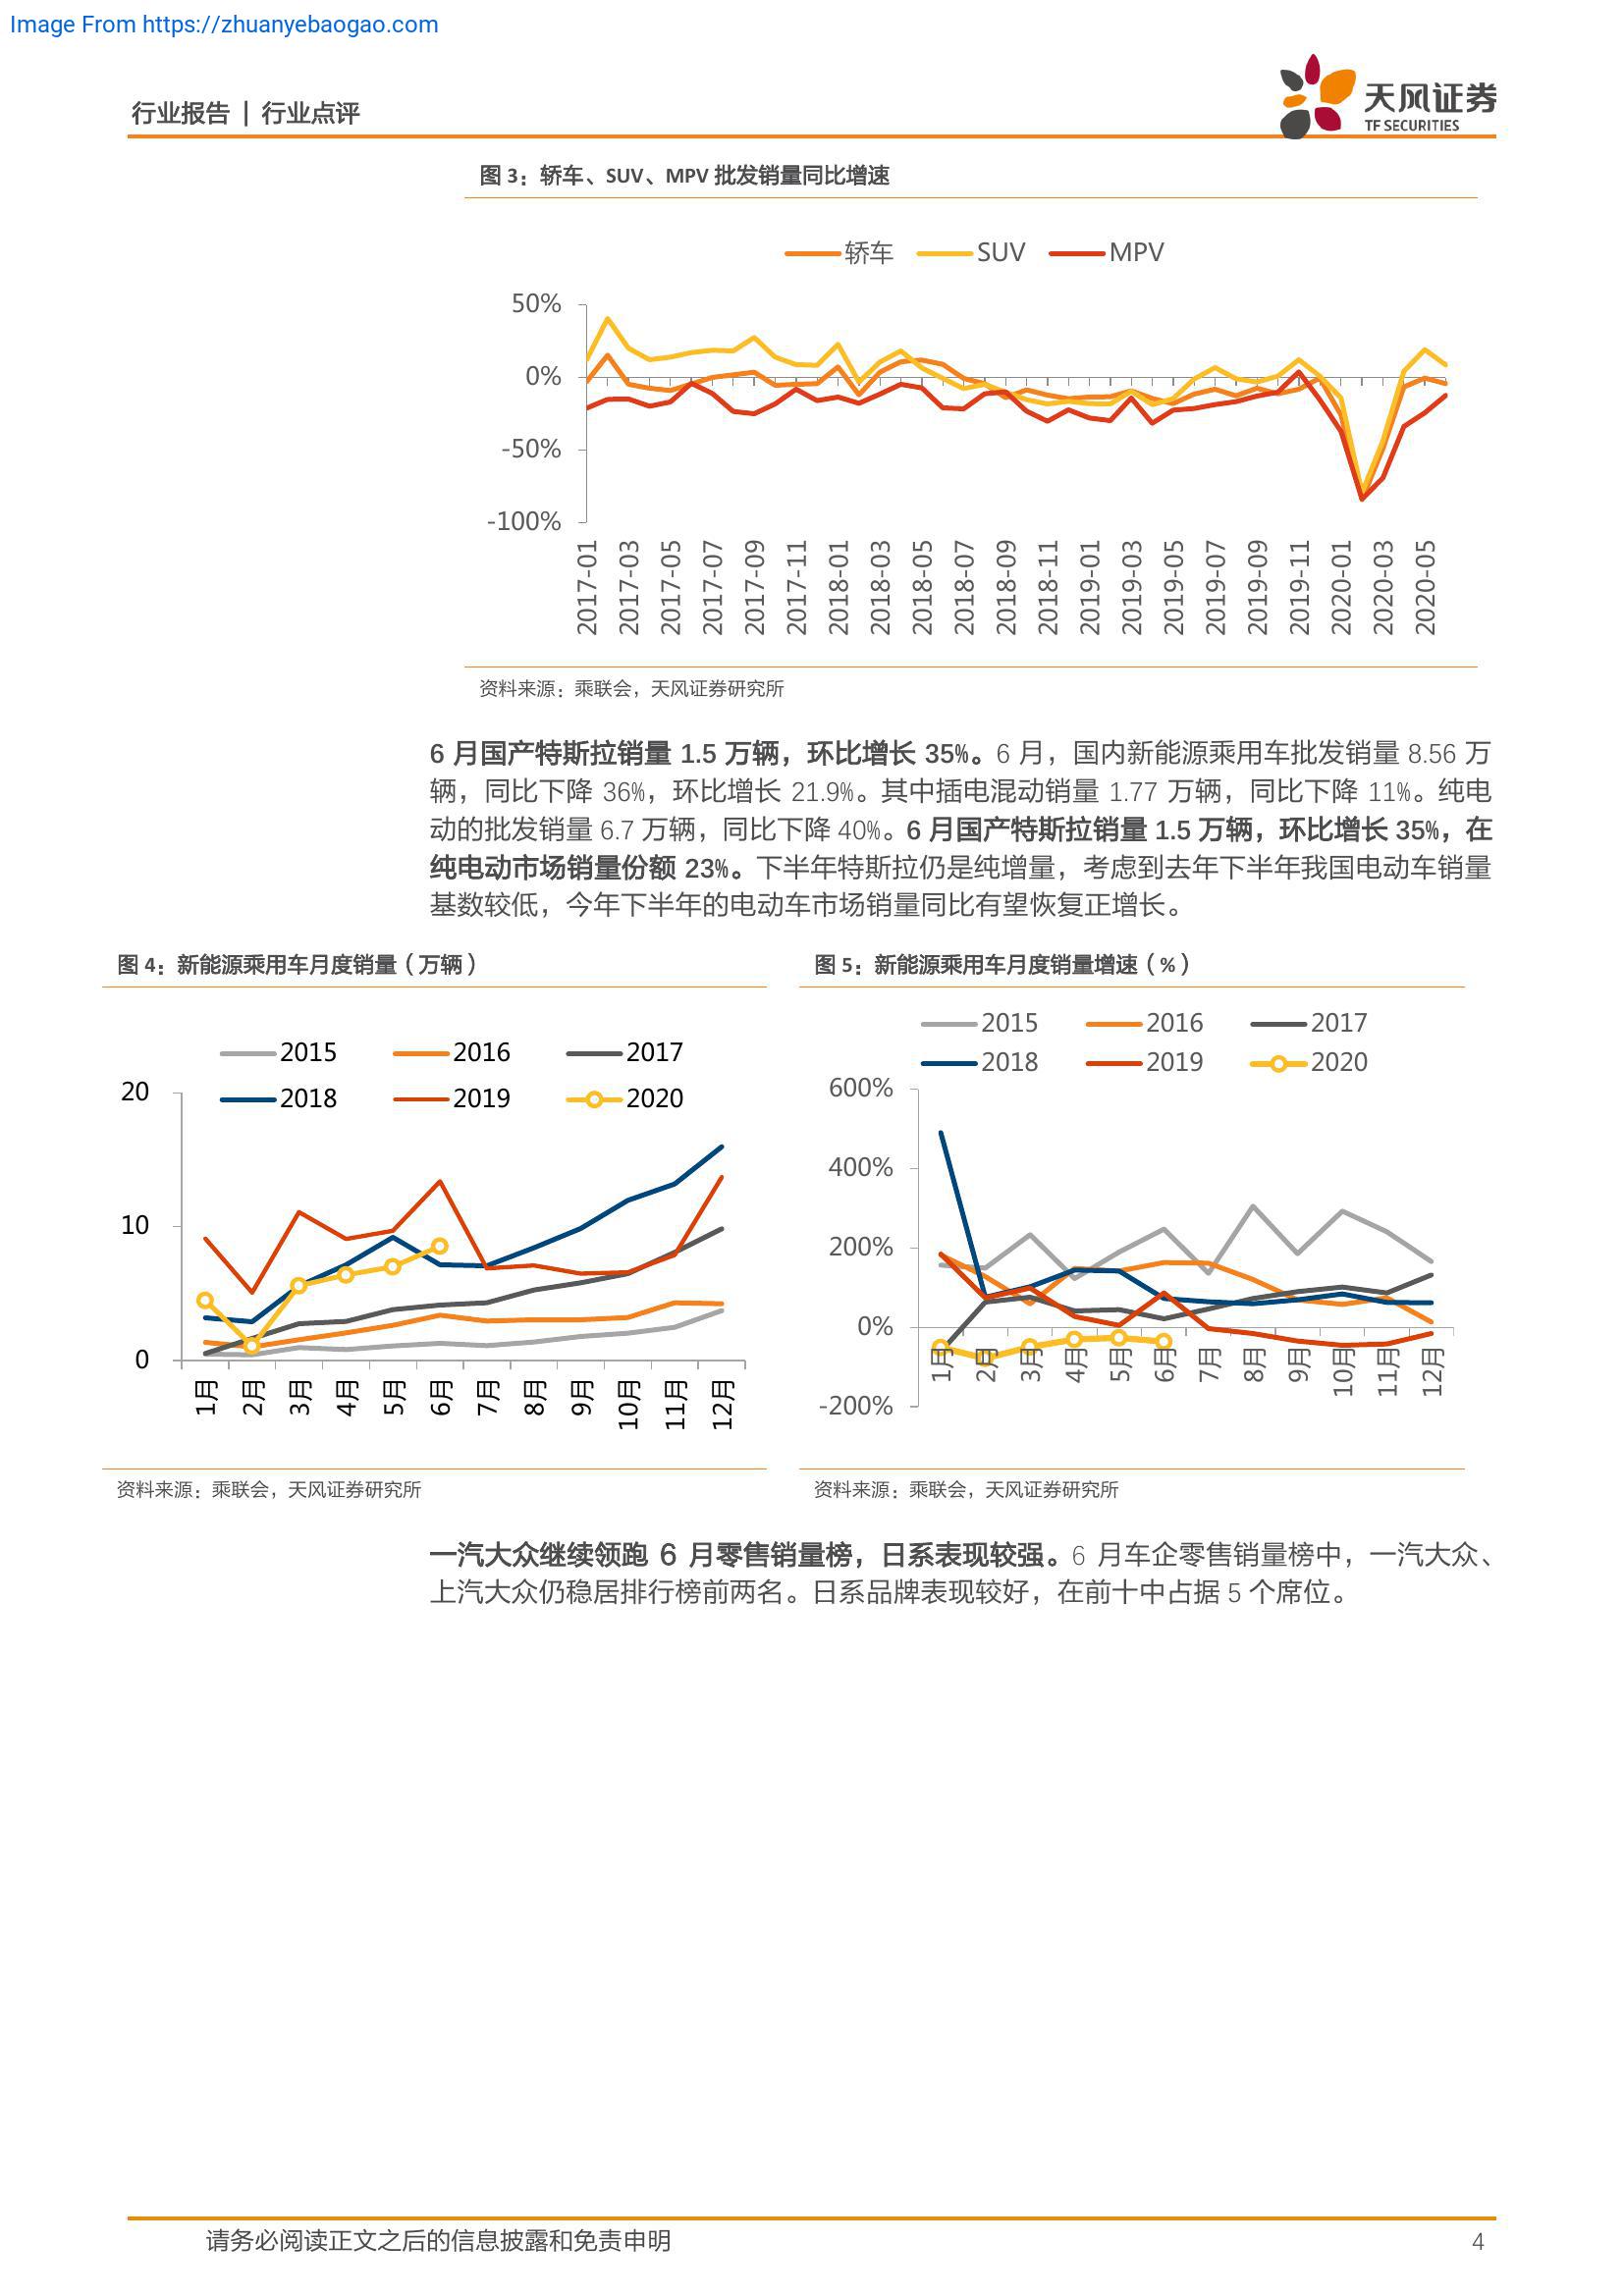 Image From https://zhuanyebaogao.com
行业报告 | 行业点评
天风证券
TF SECURITIES
图 3：轿车、SUV、MPV 批发销量同比增速
轿车 SUV MPV
50%
0%
-50%
-100%
2017-01 2017-03 2017-05 2017-07 2017-09 2017-11 2018-01 2018-03 2018-05 2018-07 2018-09 2018-11 2019-01 2019-03 2019-05 2019-07 2019-09 2019-11 2020-01 2020-03 2020-05
资料来源：乘联会，天风证券研究所
6 月国产特斯拉销量 1.5 万辆，环比增长 35%。6 月，国内新能源乘用车批发销量 8.56 万
辆，同比下降 36%，环比增长 21.9%。其中插电混动销量 1.77 万辆，同比下降 11%。纯电
动的批发销量 6.7 万辆，同比下降 40%。6 月国产特斯拉销量 1.5 万辆，环比增长 35%，在
纯电动市场销量份额 23%。下半年特斯拉仍是纯增量，考虑到去年下半年我国电动车销量
基数较低，今年下半年的电动车市场销量同比有望恢复正增长。
图 4：新能源乘用车月度销量（万辆）
2015 2016 2017
2018 2019 2020
20
10
0
1月 2月 3月 4月 5月 6月 7月 8月 9月 10月 11月 12月
资料来源：乘联会，天风证券研究所
图 5：新能源乘用车月度销量增速（%）
2015 2016 2017
2018 2019 2020
600%
400%
200%
0%
-200%
1月 2月 3月 4月 5月 6月 7月 8月 9月 10月 11月 12月
资料来源：乘联会，天风证券研究所
一汽大众继续领跑 6 月零售销量榜，日系表现较强。6 月车企零售销量榜中，一汽大众、
上汽大众仍稳居排行榜前两名。日系品牌表现较好，在前十中占据 5 个席位。
请务必阅读正文之后的信息披露和免责申明 4